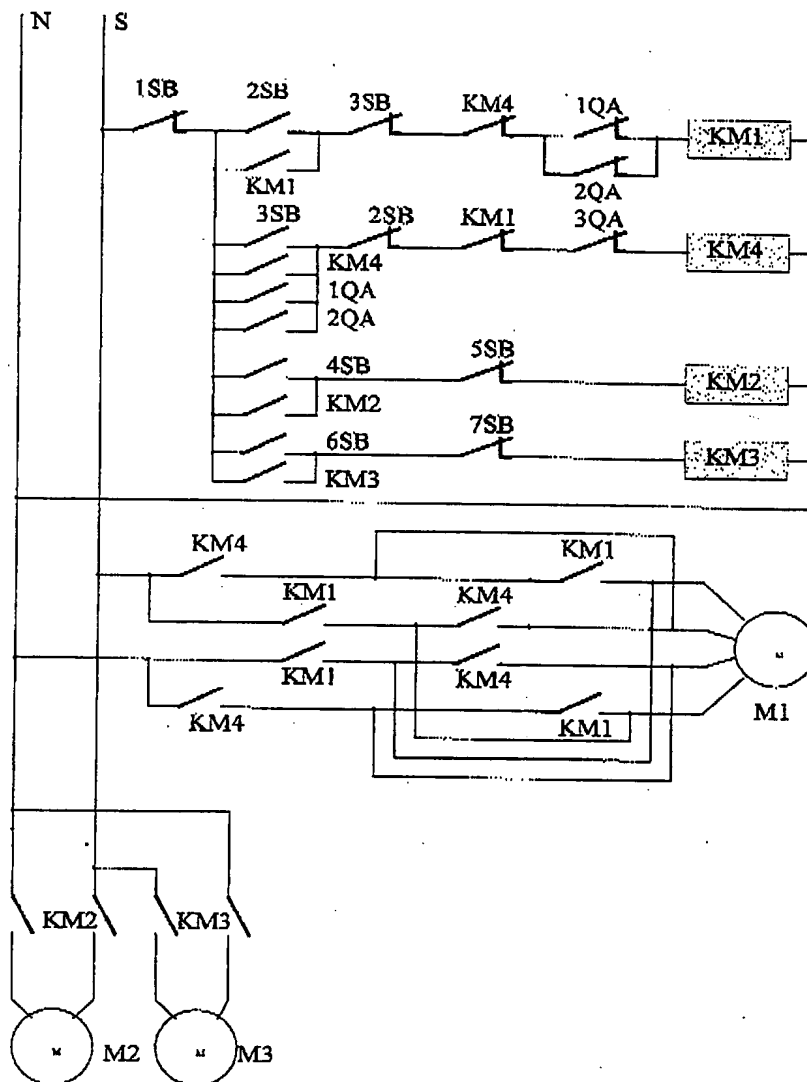 N S
1SB 2SB 3SB KM4 1QA KM1
KM1 2QA
3SB 2SB KM1 3QA KM4
KM4
1QA
2QA
4SB 5SB KM2
KM2
6SB 7SB KM3
KM3
KM4 KM1
KM1 KM4
KM1 KM4
KM4 KM1 M1
M
KM2 KM3
M M2 M M3